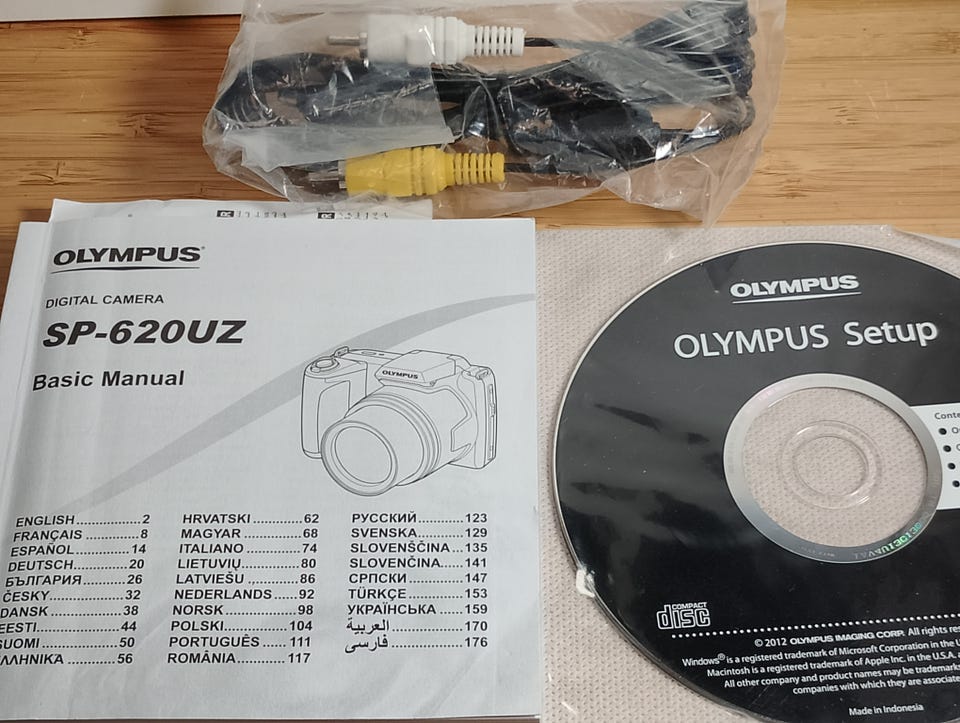 OLYMPUS®
DIGITAL CAMERA
SP-620UZ
Basic Manual
OLYMPUS
ENGLISH...............2
FRANÇAIS..............8
ESPAÑOL..............14
DEUTSCH..............20
БЪЛГАРИЯ.............26
ČESKY................32
DANSK................38
EESTI................44
SUOMI................50
ΛΛΗΝΙΚΑ..............56
HRVATSKI.............62
MAGYAR...............68
ITALIANO.............74
LIETUVIŲ.............80
LATVIEŠU.............86
NEDERLANDS...........92
NORSK................98
POLSKI..............104
PORTUGUÊS...........111
ROMÂNIA.............117
РУССКИЙ.............123
SVENSKA.............129
SLOVENŠČINA.........135
SLOVENČINA..........141
СРПСКИ..............147
TÜRKÇE..............153
УКРАЇНСЬКА..........159
العربية.............170
فارسی...............176
OLYMPUS
OLYMPUS Setup
COMPACT
disc
© 2012 OLYMPUS IMAGING CORP. All rights
Windows® is a registered trademark of Microsoft Corporation in the
Macintosh is a registered trademark of Apple Inc. in the U.S.A.
All other company and product names may be trademarks
companies with which they are associate
Made in Indonesia